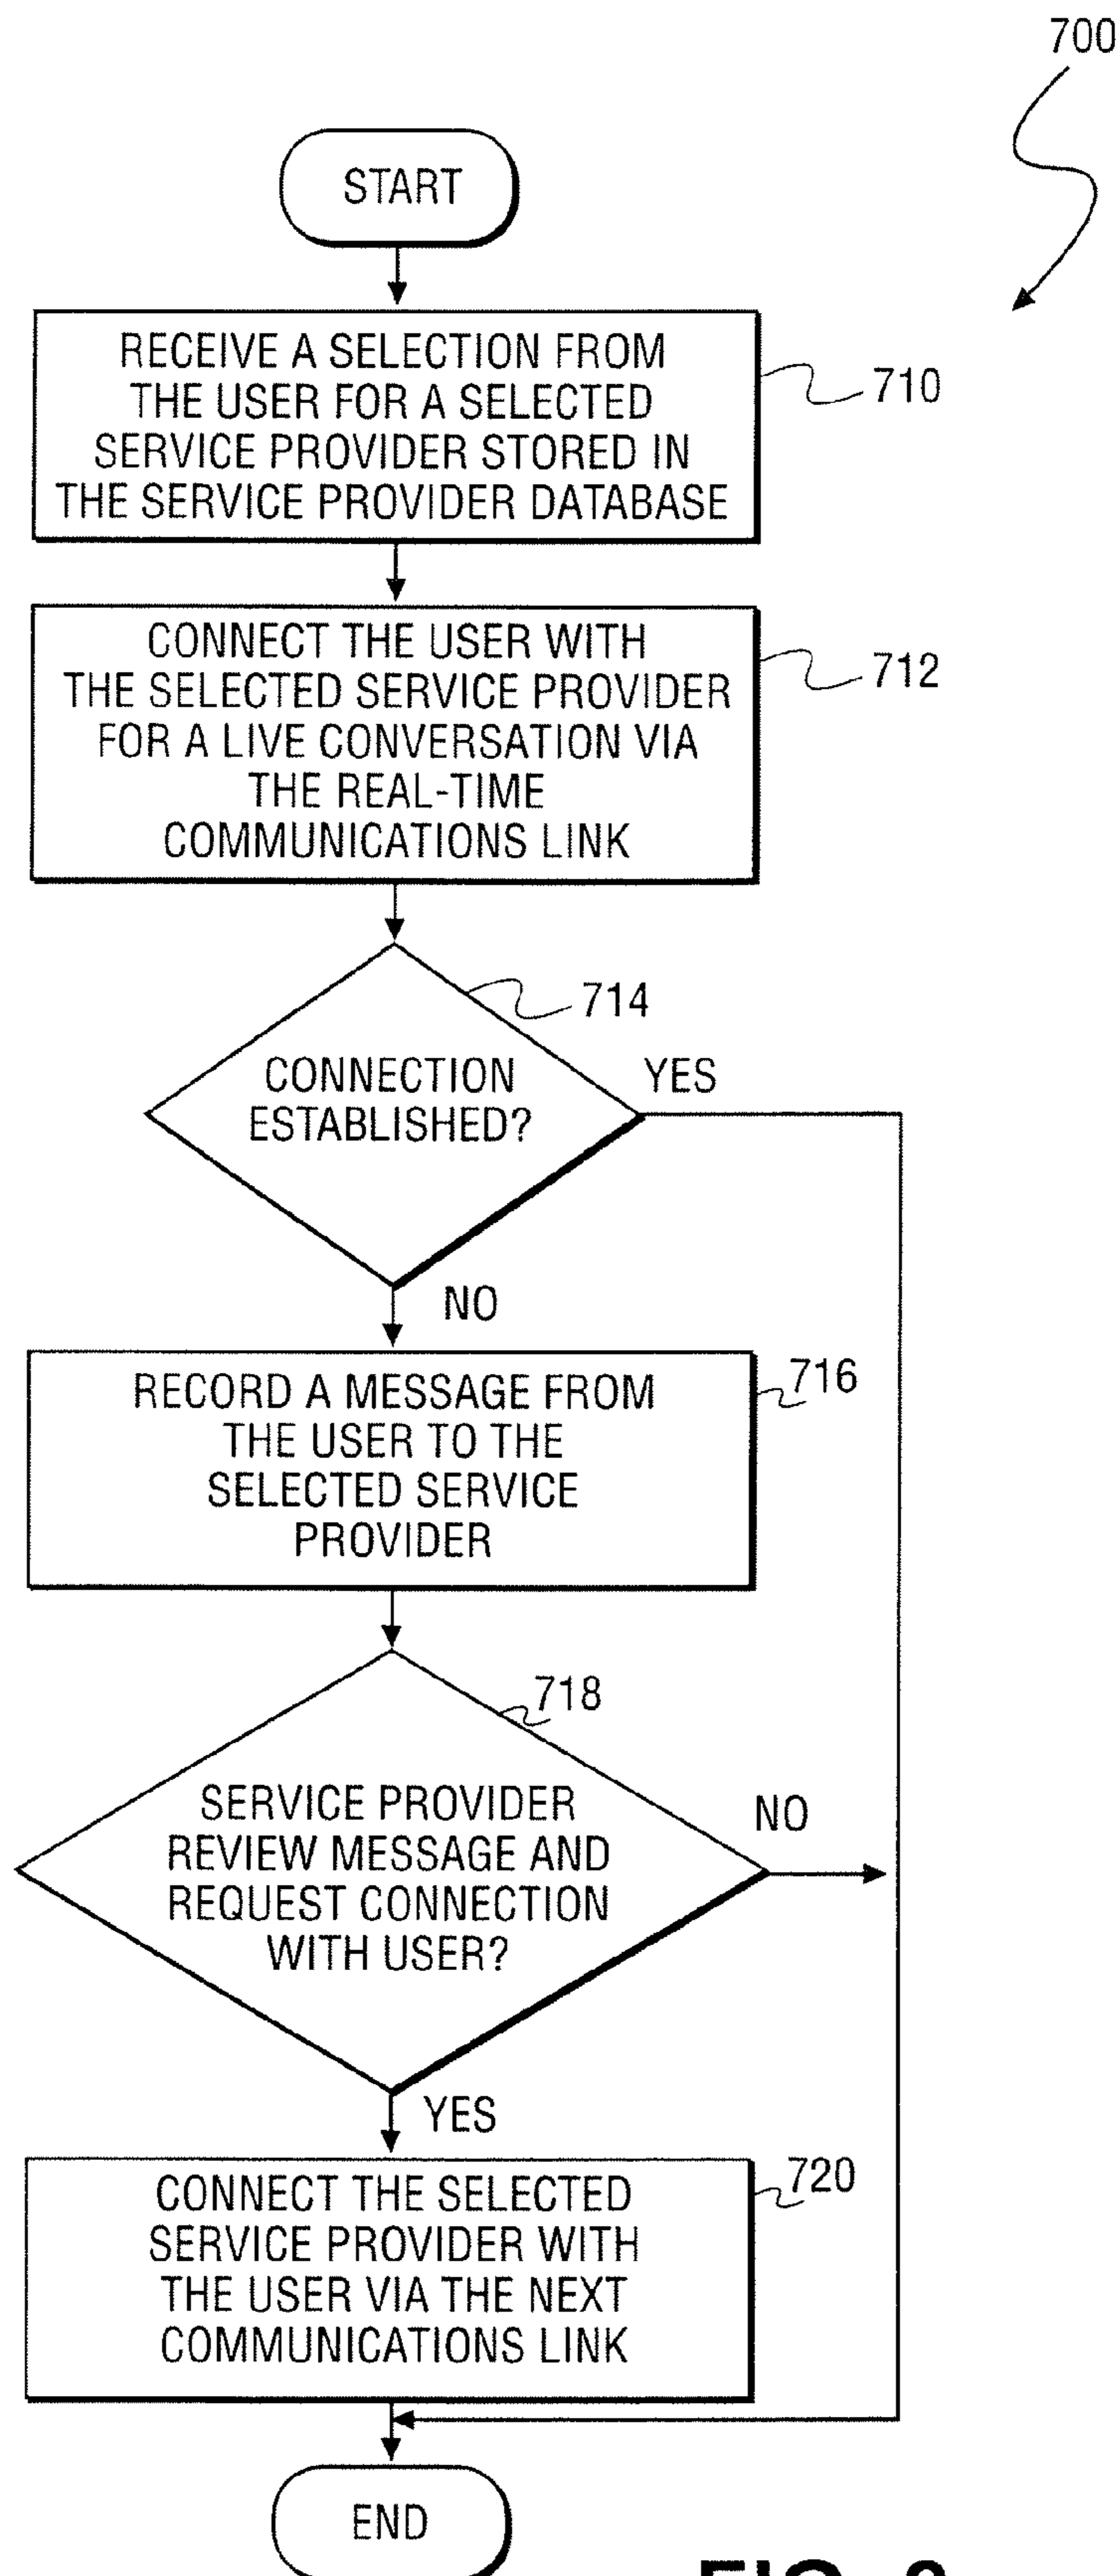 700
START
RECEIVE A SELECTION FROM
THE USER FOR A SELECTED
SERVICE PROVIDER STORED IN
THE SERVICE PROVIDER DATABASE
710
CONNECT THE USER WITH
THE SELECTED SERVICE PROVIDER
FOR A LIVE CONVERSATION VIA
THE REAL-TIME
COMMUNICATIONS LINK
712
714
CONNECTION
ESTABLISHED?
YES
NO
RECORD A MESSAGE FROM
THE USER TO THE
SELECTED SERVICE
PROVIDER
716
718
SERVICE PROVIDER
REVIEW MESSAGE AND
REQUEST CONNECTION
WITH USER?
NO
YES
CONNECT THE SELECTED
SERVICE PROVIDER WITH
THE USER VIA THE NEXT
COMMUNICATIONS LINK
720
END
FIG.